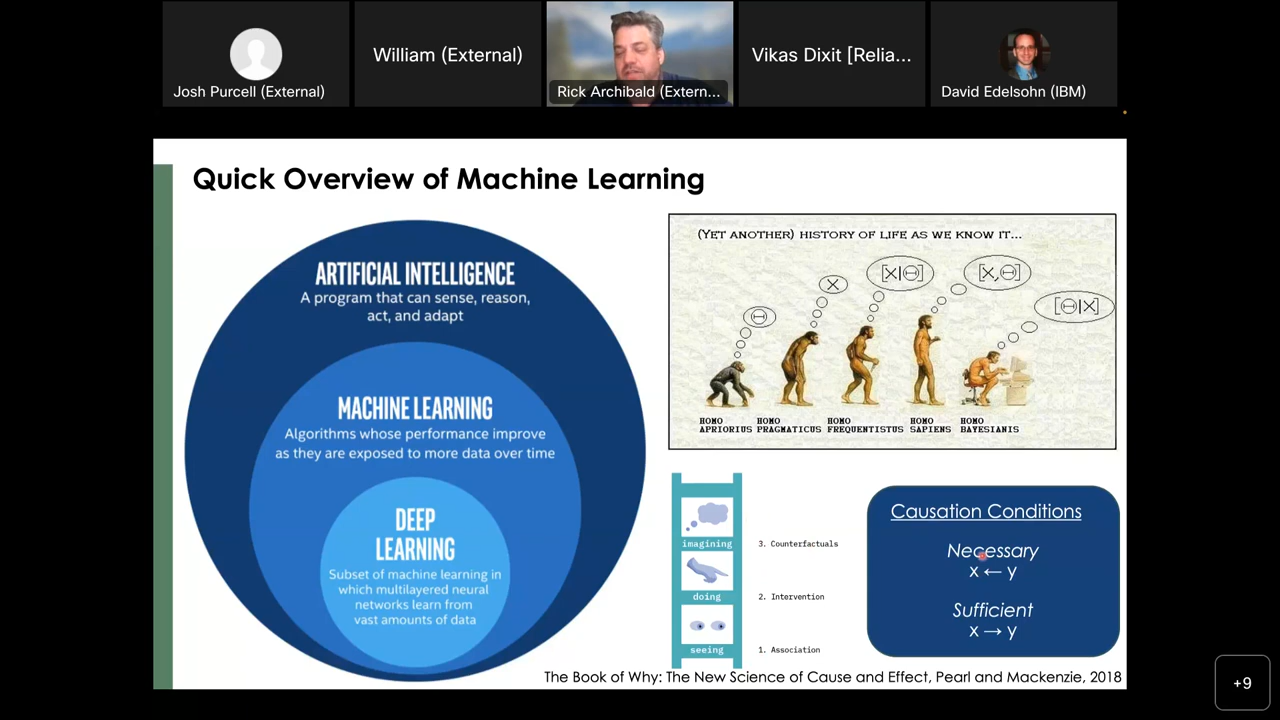 Josh Purcell (External)
William (External)
Rick Archibald (Extern...
Vikas Dixit [Relia...
David Edelsohn (IBM)
Quick Overview of Machine Learning
ARTIFICIAL INTELLIGENCE
A program that can sense, reason,
act, and adapt
MACHINE LEARNING
Algorithms whose performance improve
as they are exposed to more data over time
DEEP
LEARNING
Subset of machine learning in
which multilayered neural
networks learn from
vast amounts of data
(YET ANOTHER) HISTORY OF LIFE AS WE KNOW IT...
Θ
X
[X|Θ]
[X,Θ]
[Θ|X]
HOMO
APRIORIUS
HOMO
PRAGMATICUS
HOMO
FREQUENTISTUS
HOMO
SAPIENS
HOMO
BAYESIANIS
imagining
3. Counterfactuals
doing
2. Intervention
seeing
1. Association
Causation Conditions
Necessary
x ← y
Sufficient
x → y
The Book of Why: The New Science of Cause and Effect, Pearl and Mackenzie, 2018
+9